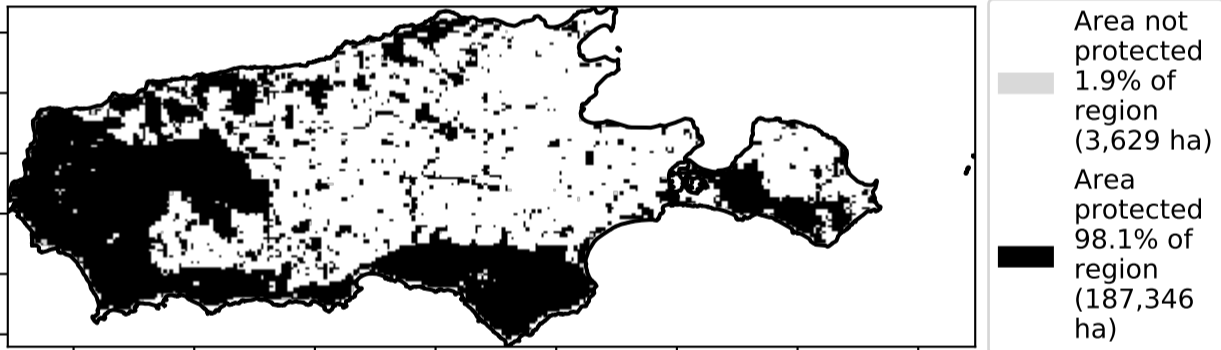 Area not
protected
1.9% of
region
(3,629 ha)
Area
protected
98.1% of
region
(187,346
ha)